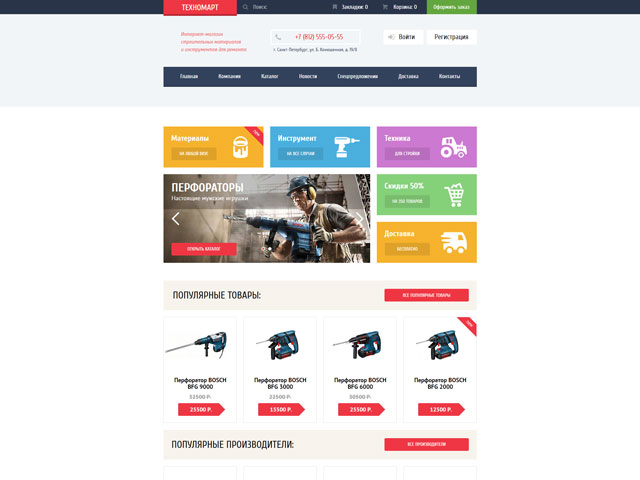 ТЕХНОМАРТ
Поиск:
Закладки: 0
Корзина: 0
Оформить заказ
Интернет-магазин
строительных материалов
и инструментов для ремонта
+7 (812) 555-05-55
г. Санкт-Петербург, ул. Б. Конюшенная, д. 19/8
Войти
Регистрация
Главная
Компания
Каталог
Новости
Спецпредложения
Доставка
Контакты
Материалы
НА ЛЮБОЙ ВКУС
Инструмент
НА ВСЕ СЛУЧАИ
Техника
ДЛЯ СТРОЙКИ
ПЕРФОРАТОРЫ
Настоящие мужские игрушки
ОТКРЫТЬ КАТАЛОГ
Скидки 50%
НА 350 ТОВАРОВ
Доставка
БЕСПЛАТНО
ПОПУЛЯРНЫЕ ТОВАРЫ:
ВСЕ ПОПУЛЯРНЫЕ ТОВАРЫ
Перфоратор BOSCH
BFG 9000
32500 Р.
25500 Р.
Перфоратор BOSCH
BFG 3000
22500 Р.
15500 Р.
Перфоратор BOSCH
BFG 6000
30500 Р.
25500 Р.
Перфоратор BOSCH
BFG 2000
12500 Р.
ПОПУЛЯРНЫЕ ПРОИЗВОДИТЕЛИ:
ВСЕ ПРОИЗВОДИТЕЛИ